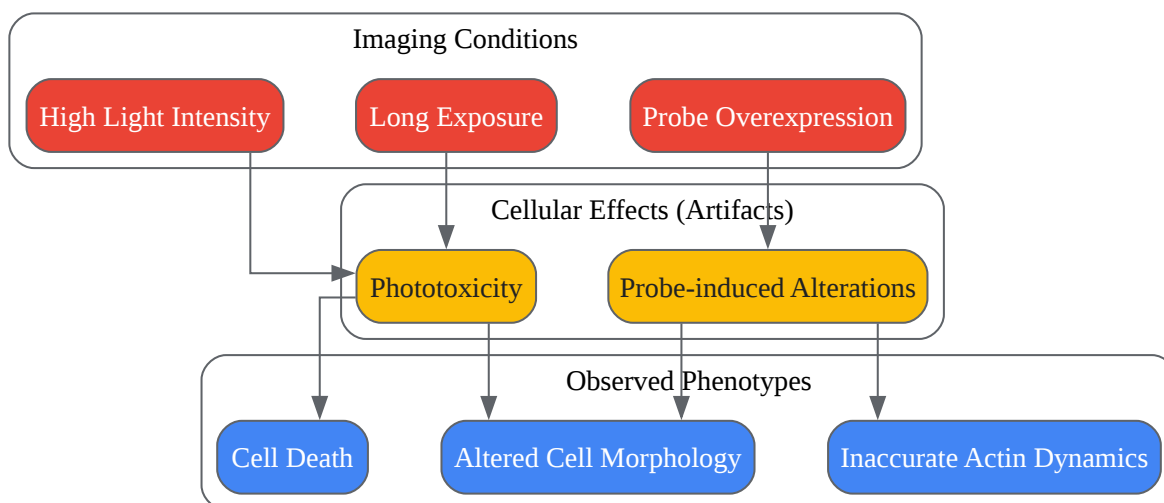 Imaging Conditions
High Light Intensity
Long Exposure
Probe Overexpression
Cellular Effects (Artifacts)
Phototoxicity
Probe-induced Alterations
Observed Phenotypes
Cell Death
Altered Cell Morphology
Inaccurate Actin Dynamics